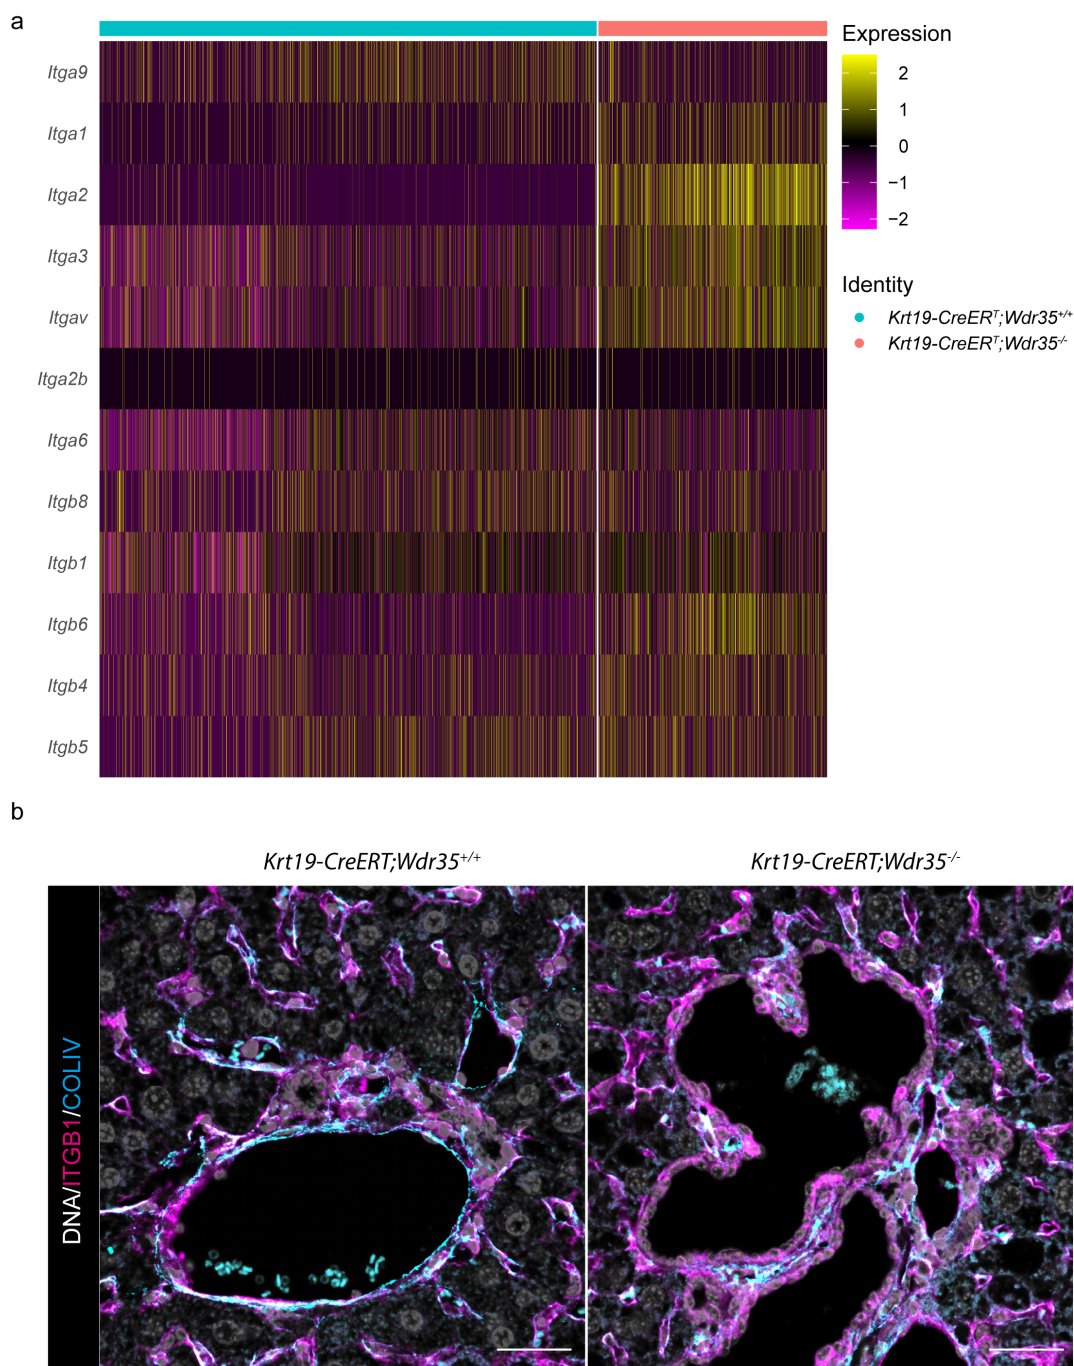 a
Itga9
Itga1
Itga2
Itga3
Itgav
Itga2b
Itga6
Itgb8
Itgb1
Itgb6
Itgb4
Itgb5
Expression
2
1
0
−1
−2
Identity
Krt19-CreERᵀ;Wdr35⁺/⁺
Krt19-CreERᵀ;Wdr35⁻/⁻
b
Krt19-CreERT;Wdr35⁺/⁺
Krt19-CreERT;Wdr35⁻/⁻
DNA/ITGB1/COLIV